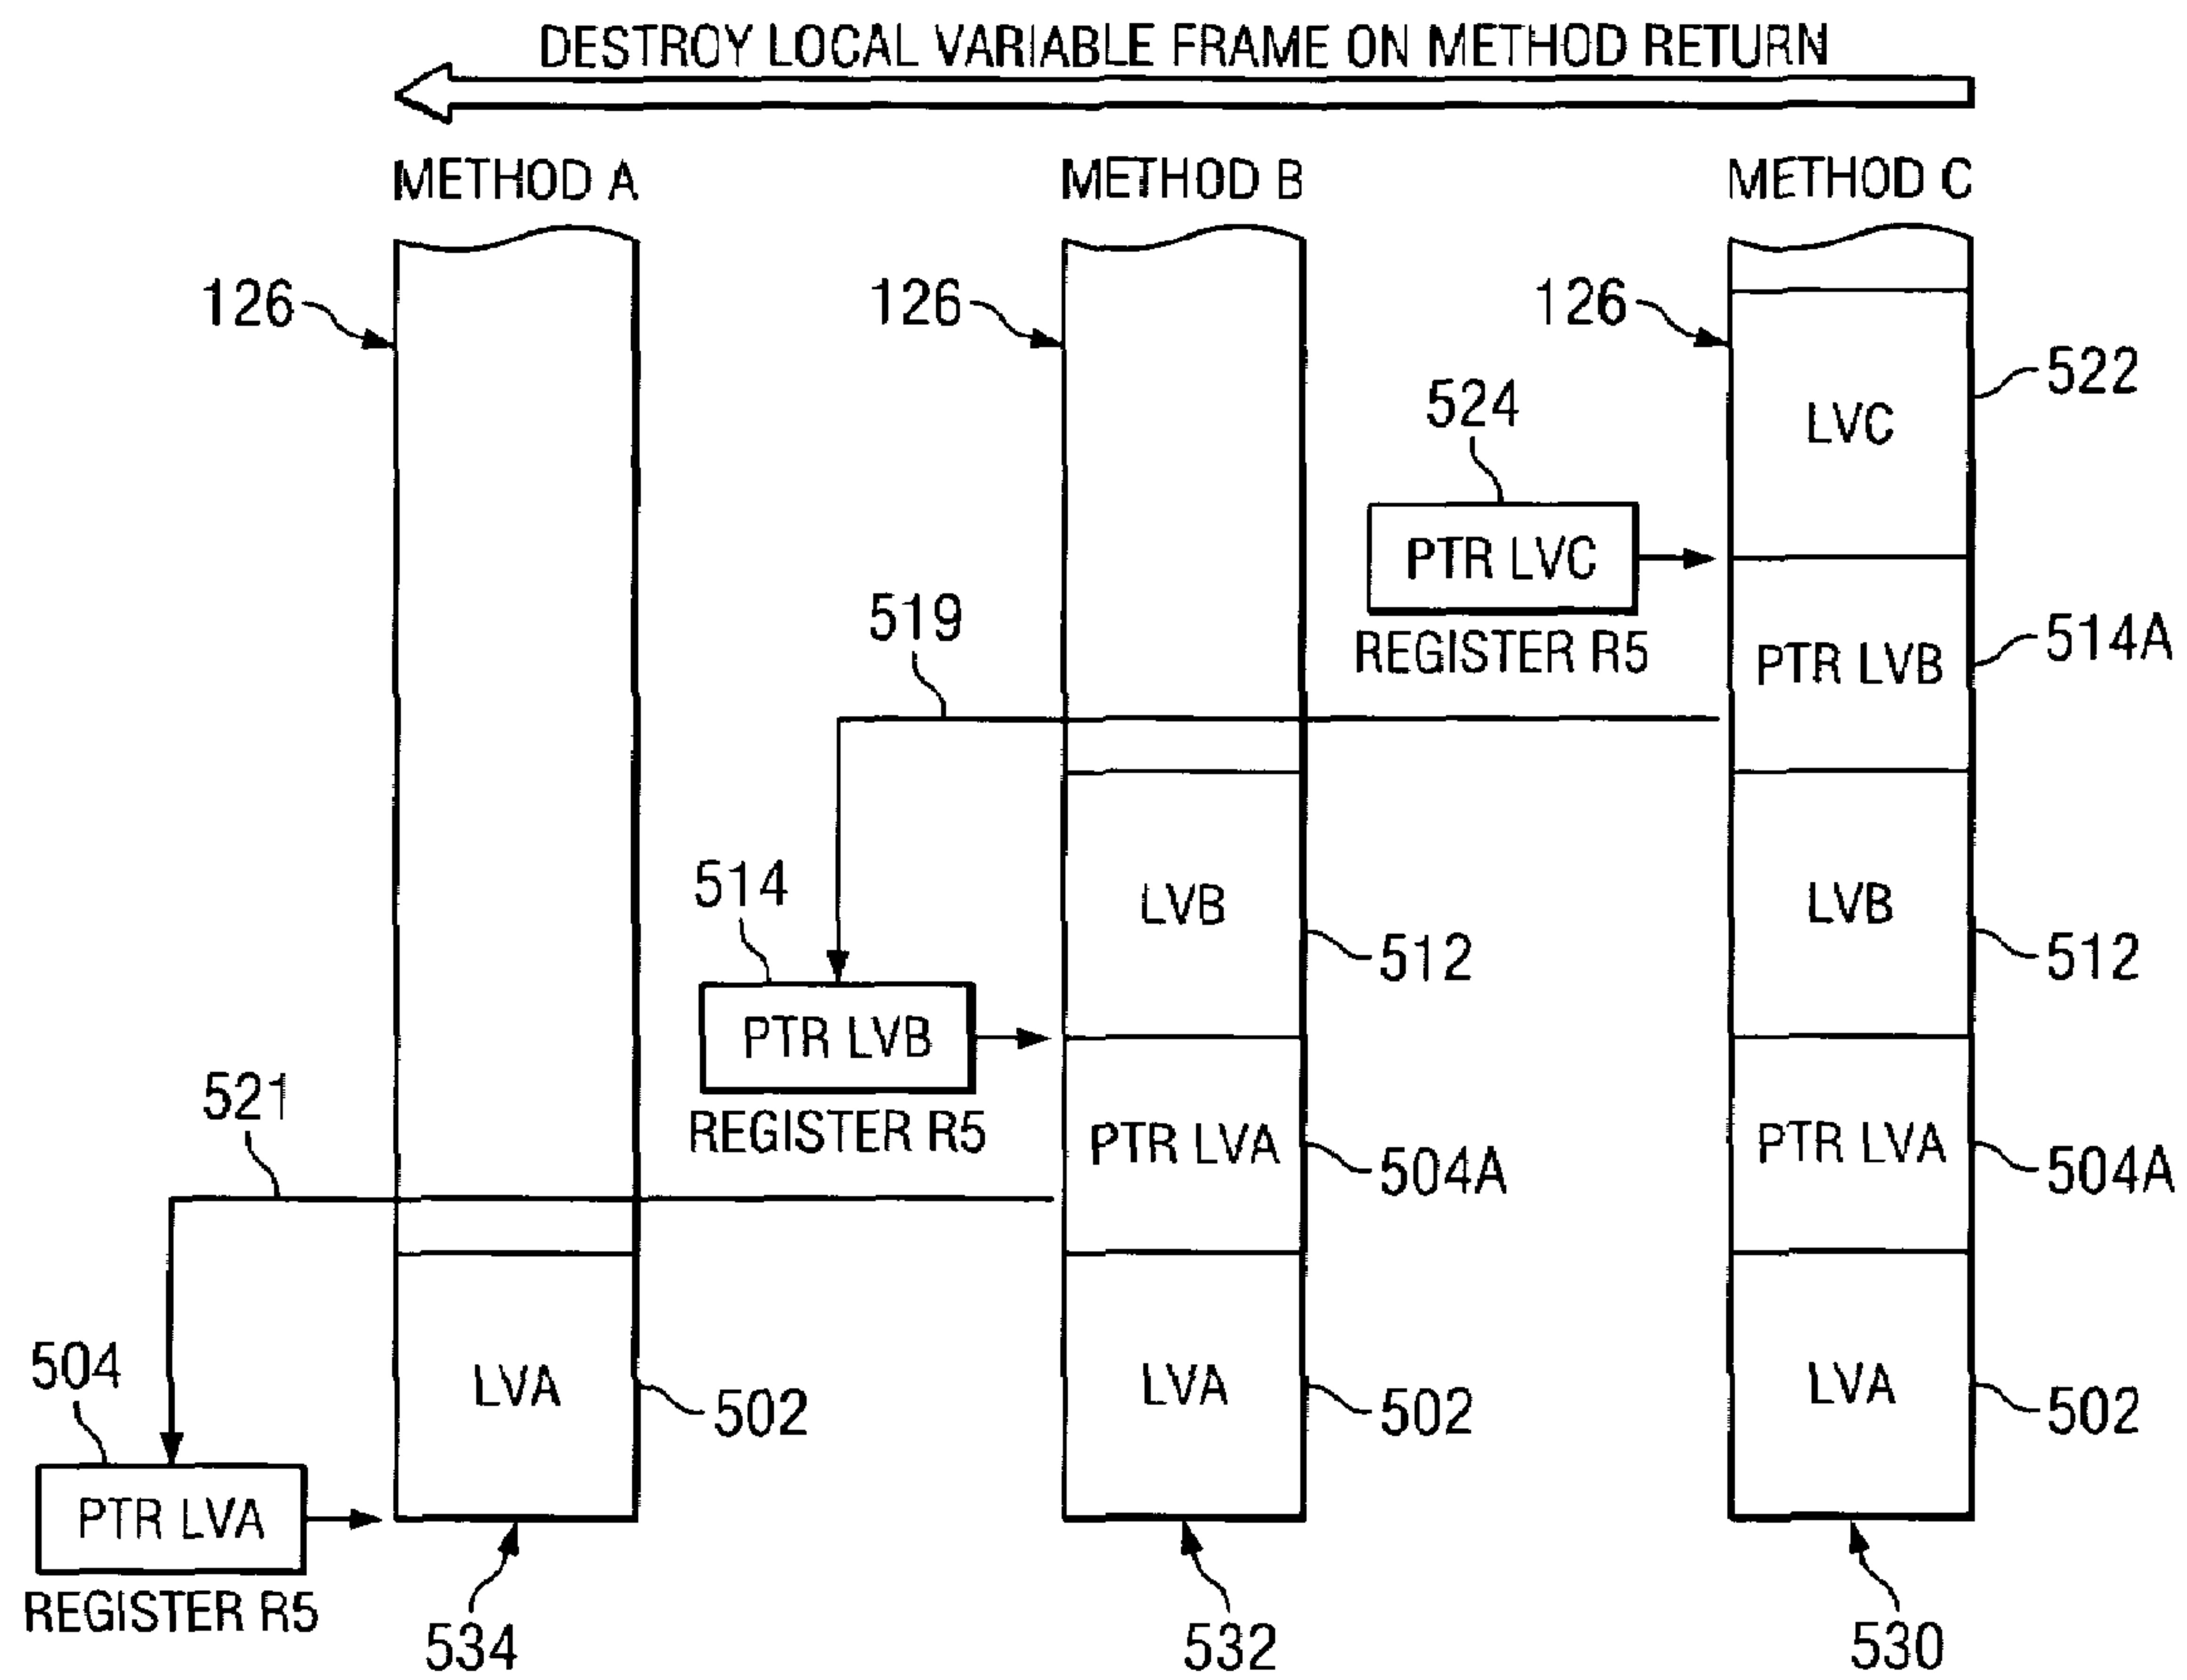 DESTROY LOCAL VARIABLE FRAME ON METHOD RETURN
METHOD A
METHOD B
METHOD C
126
126
126
522
524
LVC
PTR LVC
519
REGISTER R5
PTR LVB
514A
514
LVB
LVB
512
512
PTR LVB
521
REGISTER R5
PTR LVA
504A
PTR LVA
504A
504
LVA
502
LVA
502
LVA
502
PTR LVA
REGISTER R5
534
532
530